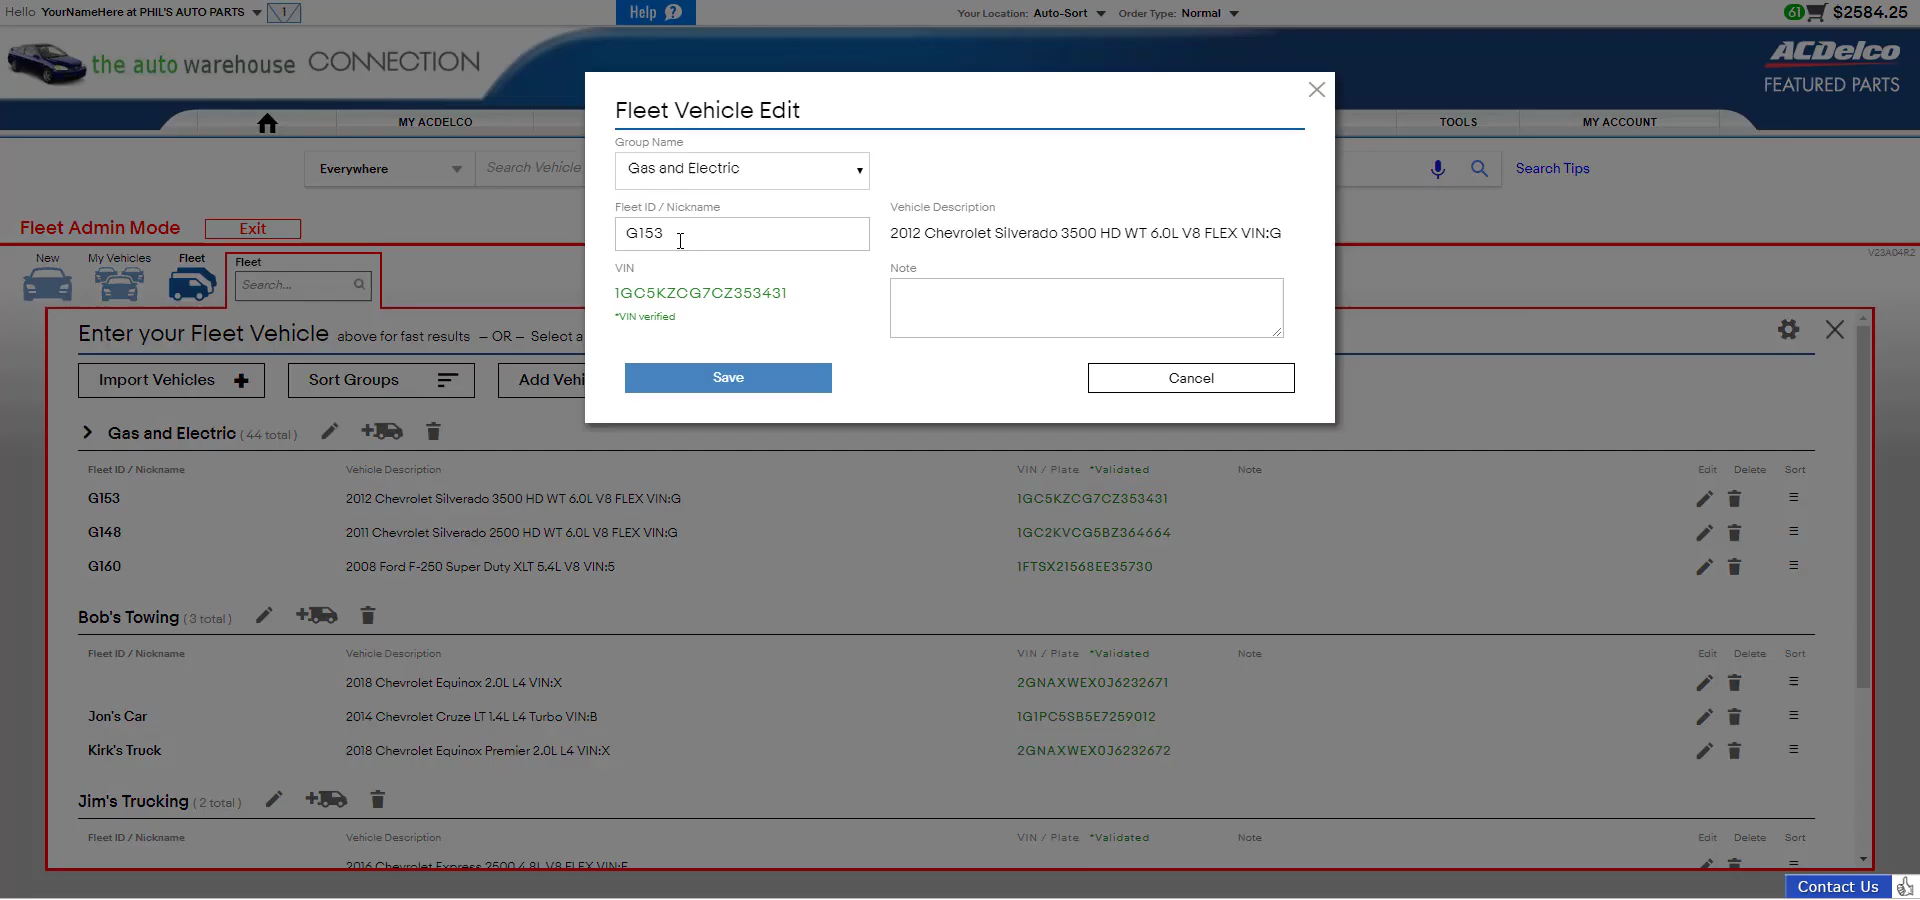 Hello YourNameHere at PHIL'S AUTO PARTS 1 Help ? Your Location: Auto-Sort Order Type: Normal 61 $2584.25
the auto warehouse CONNECTION
ACDelco
FEATURED PARTS
MY ACDELCO TOOLS MY ACCOUNT
Everywhere Search Vehicle Search Tips
Fleet Admin Mode Exit
V23A04R2
New My Vehicles Fleet Fleet
Search...
Enter your Fleet Vehicle above for fast results – OR – Select a
Import Vehicles Sort Groups Add Vehi
Fleet Vehicle Edit
Group Name
Gas and Electric
Fleet ID / Nickname Vehicle Description
G153 2012 Chevrolet Silverado 3500 HD WT 6.0L V8 FLEX VIN:G
VIN Note
1GC5KZCG7CZ353431
*VIN verified
Save Cancel
Gas and Electric ( 44 total )
Fleet ID / Nickname Vehicle Description VIN / Plate *Validated Note Edit Delete Sort
G153 2012 Chevrolet Silverado 3500 HD WT 6.0L V8 FLEX VIN:G 1GC5KZCG7CZ353431
G148 2011 Chevrolet Silverado 2500 HD WT 6.0L V8 FLEX VIN:G 1GC2KVCG5BZ364664
G160 2008 Ford F-250 Super Duty XLT 5.4L V8 VIN:5 1FTSX21568EE35730
Bob's Towing ( 3 total )
Fleet ID / Nickname Vehicle Description VIN / Plate *Validated Note Edit Delete Sort
2018 Chevrolet Equinox 2.0L L4 VIN:X 2GNAXWEX0J6232671
Jon's Car 2014 Chevrolet Cruze LT 1.4L L4 Turbo VIN:B 1G1PC5SB5E7259012
Kirk's Truck 2018 Chevrolet Equinox Premier 2.0L L4 VIN:X 2GNAXWEX0J6232672
Jim's Trucking ( 2 total )
Fleet ID / Nickname Vehicle Description VIN / Plate *Validated Note Edit Delete Sort
2016 Chevrolet Express 2500 4.8L V8 FLEX VIN:F
Contact Us